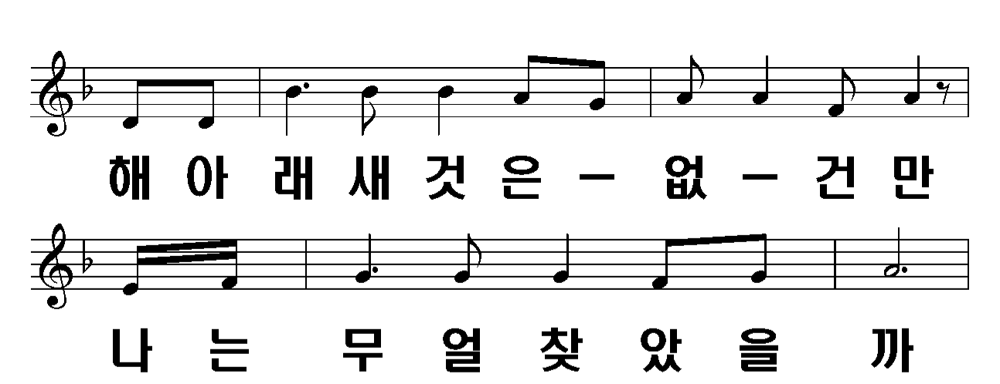 해 아 래 새 것 은 - 없 - 건 만
나 는 무 얼 찾 았 을 까